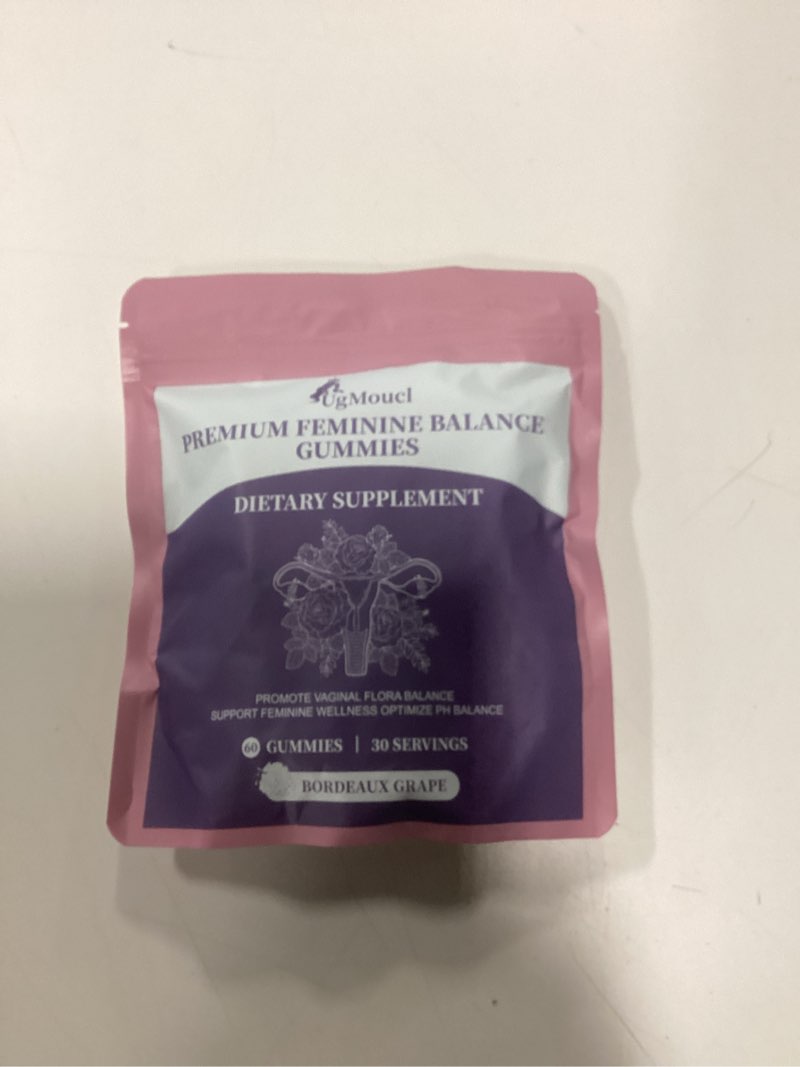 UgMoucl
PREMIUM FEMININE BALANCE
GUMMIES
DIETARY SUPPLEMENT
PROMOTE VAGINAL FLORA BALANCE
SUPPORT FEMININE WELLNESS OPTIMIZE PH BALANCE
60 GUMMIES | 30 SERVINGS
BORDEAUX GRAPE